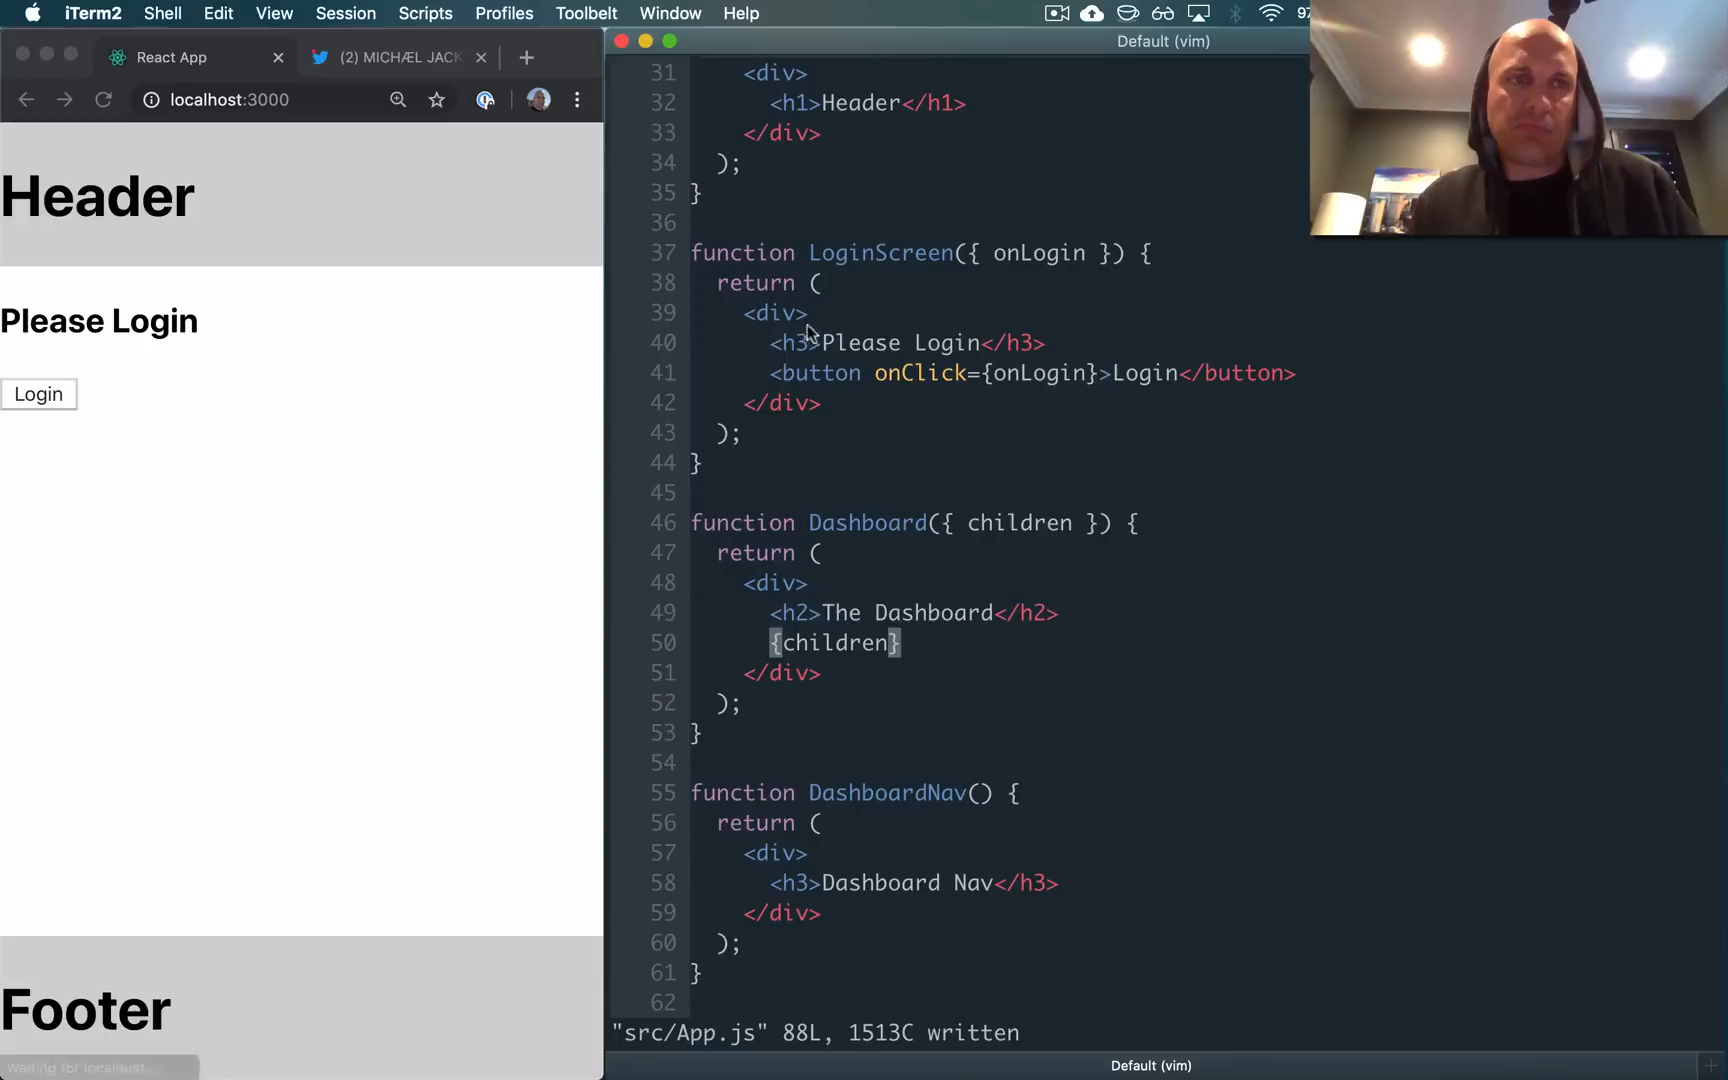 iTerm2 Shell Edit View Session Scripts Profiles Toolbelt Window Help 97
React App
(2) MICHÆL JACK
localhost:3000
Header
Please Login
Login
Footer
Waiting for localhost...
Default (vim)
31 <div>
32 <h1>Header</h1>
33 </div>
34 );
35 }
36
37 function LoginScreen({ onLogin }) {
38 return (
39 <div>
40 <h3>Please Login</h3>
41 <button onClick={onLogin}>Login</button>
42 </div>
43 );
44 }
45
46 function Dashboard({ children }) {
47 return (
48 <div>
49 <h2>The Dashboard</h2>
50 {children}
51 </div>
52 );
53 }
54
55 function DashboardNav() {
56 return (
57 <div>
58 <h3>Dashboard Nav</h3>
59 </div>
60 );
61 }
62
"src/App.js" 88L, 1513C written
Default (vim)